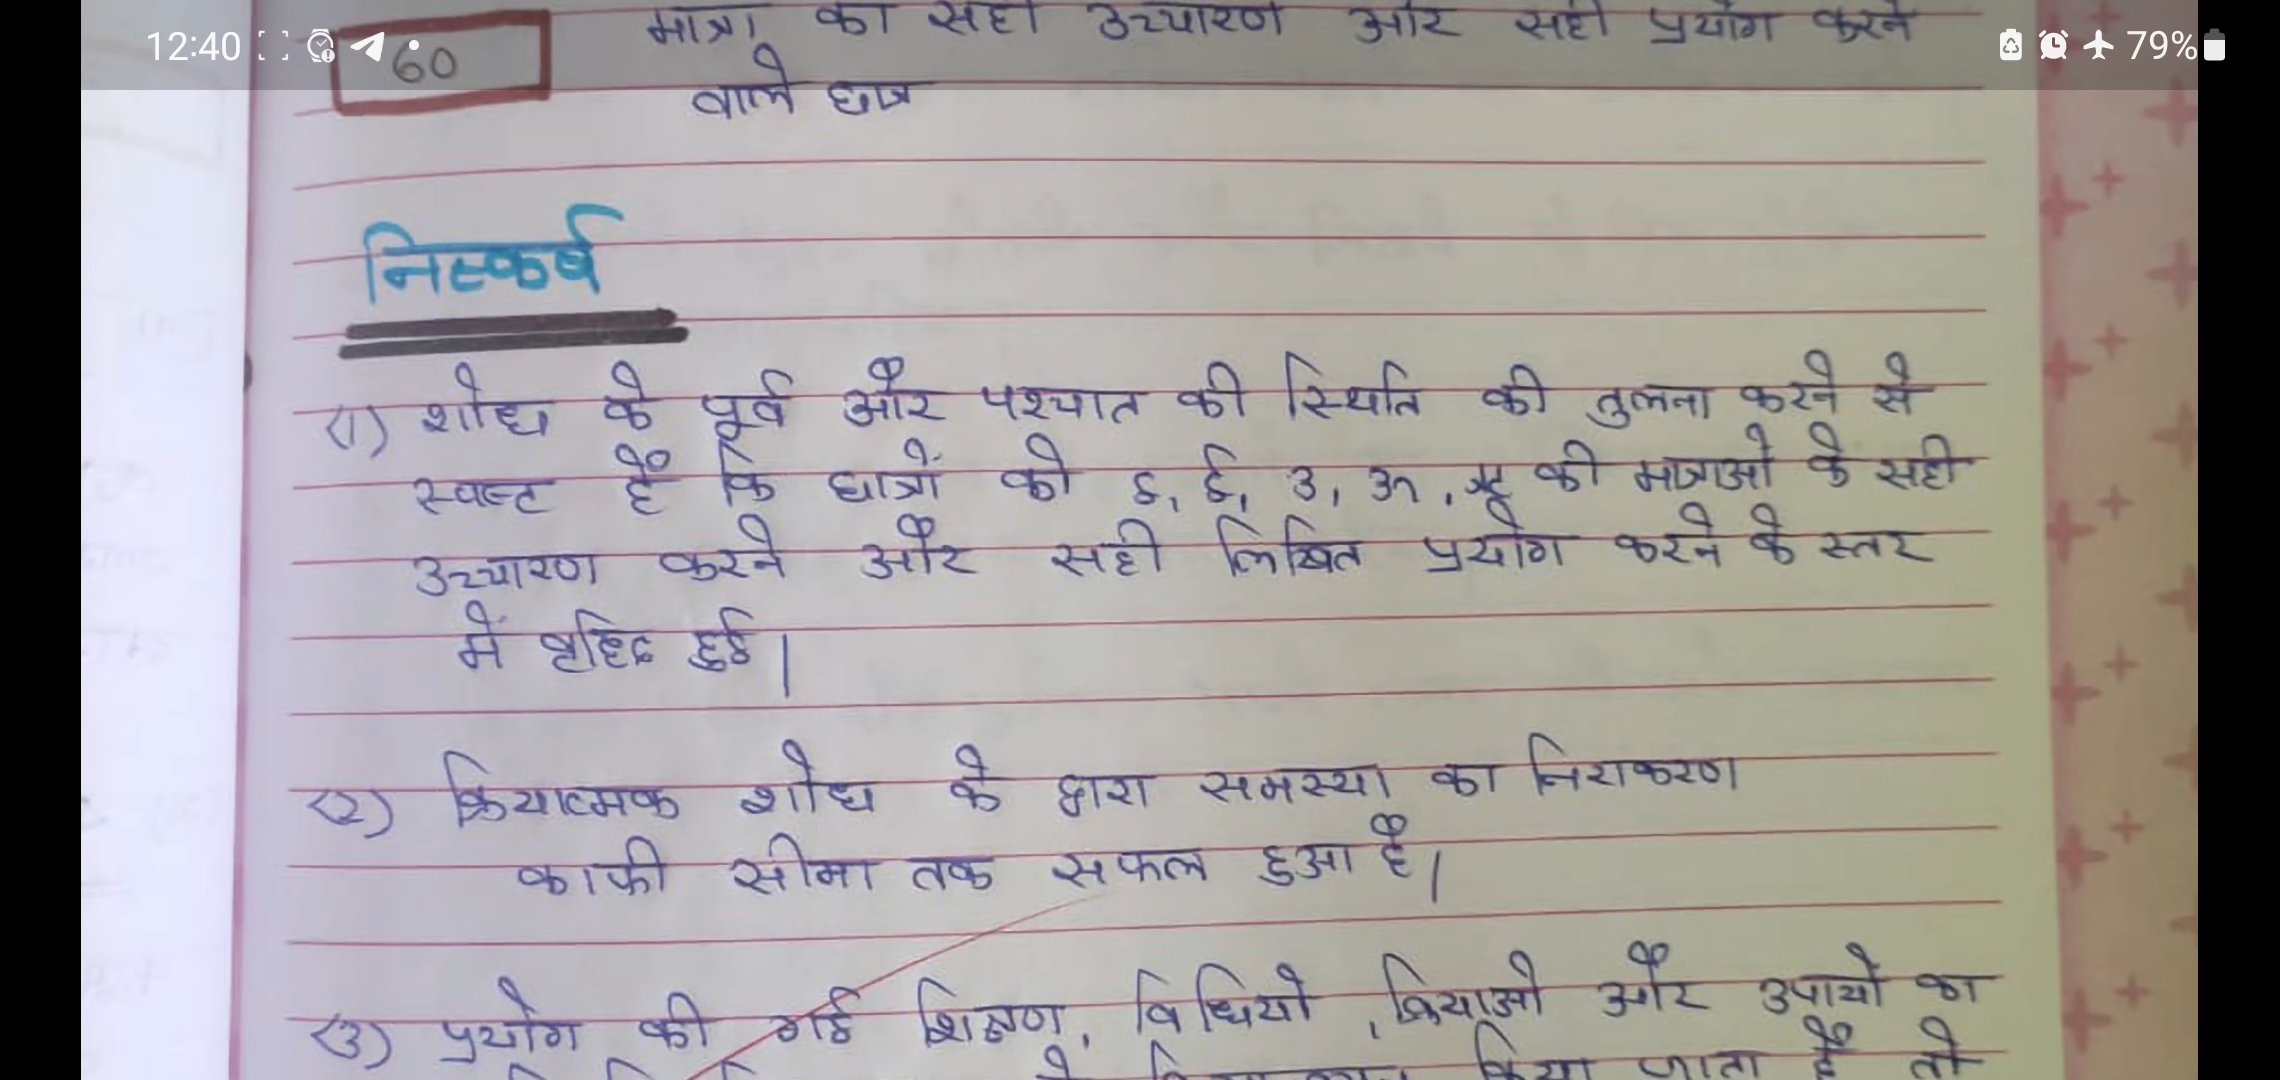 12:40
79%
60
मात्रा का सही उच्चारण और सही प्रयोग करने
वाले छात्र
निष्कर्ष
(1) शोध के पूर्व और पश्चात की स्थिति की तुलना करने से
स्पष्ट है कि छात्रों को इ, ई, उ, ऊ, ऋ की मात्राओ के सही
उच्चारण करने और सही लिखित प्रयोग करने के स्तर
में वृद्धि हुई।
(२) क्रियात्मक शोध के द्वारा समस्या का निराकरण
काफी सीमा तक सफल हुआ है।
(3) प्रयोग की गई शिक्षण, विधियो, क्रियाओ और उपायो का
किया जाता है तो